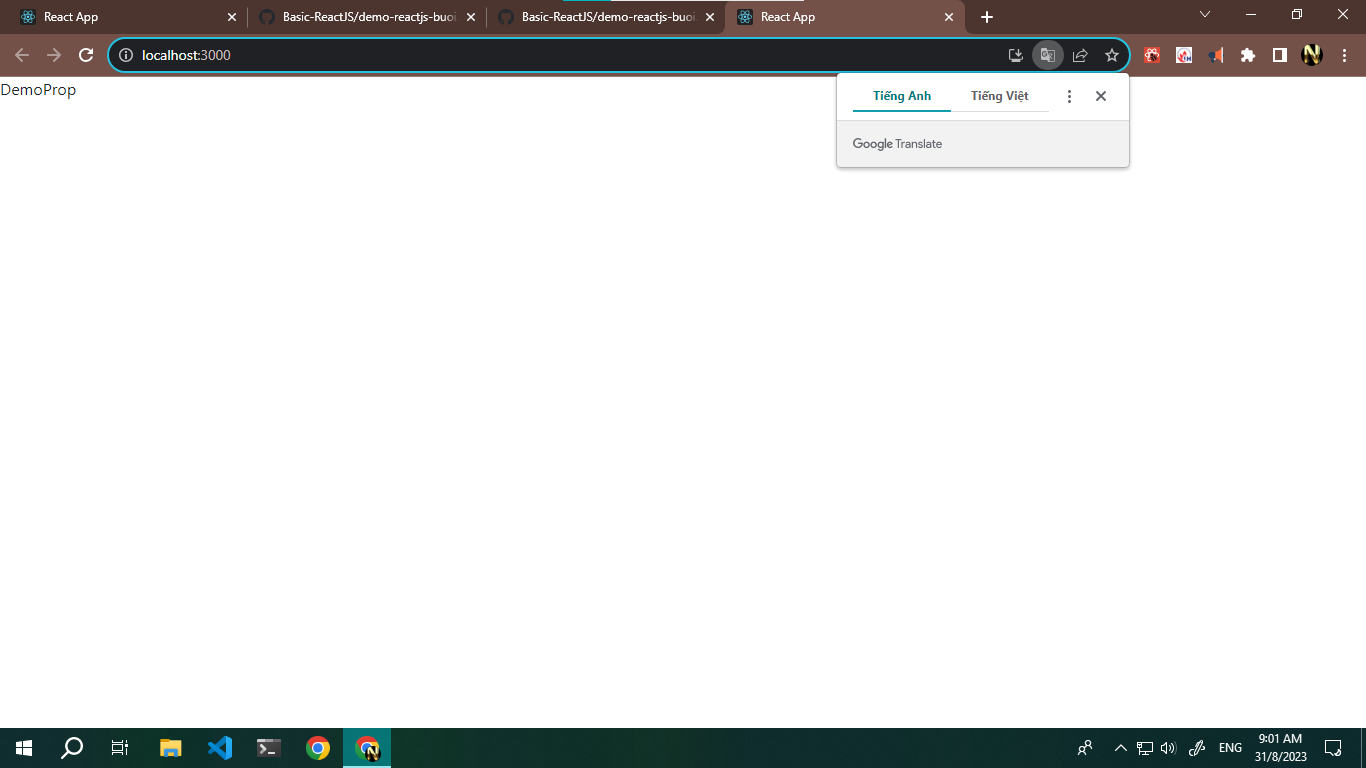 React App
Basic-ReactJS/demo-reactjs-buoi
Basic-ReactJS/demo-reactjs-buoi
React App
localhost:3000
DemoProp
Tiếng Anh
Tiếng Việt
Google Translate
ENG
9:01 AM
31/8/2023